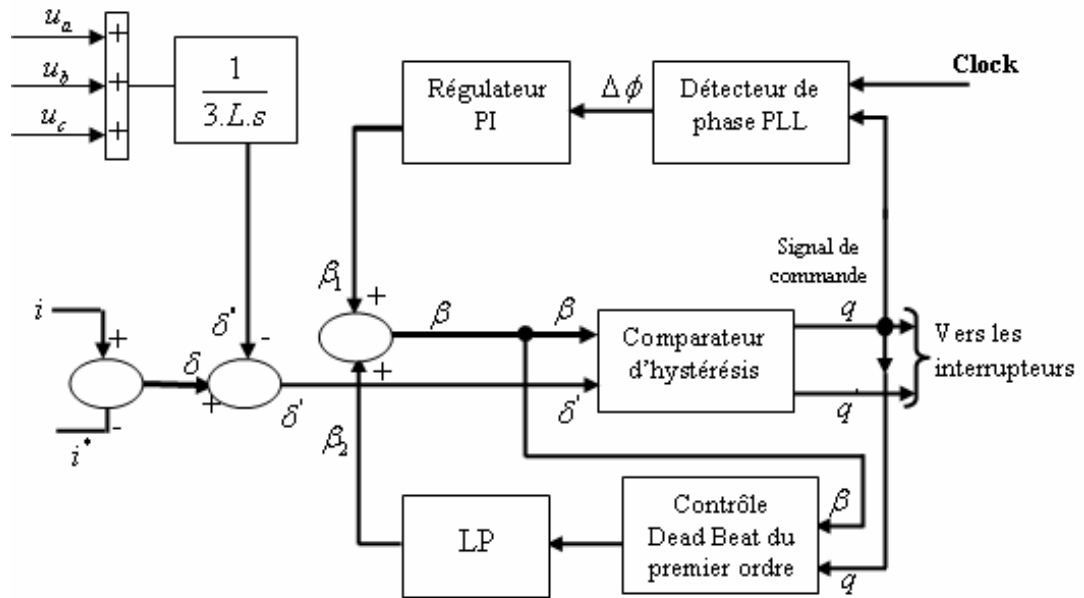 u_a
+
u_b
+
u_c
+
1
3.L.s
Régulateur
PI
Δϕ
Détecteur de
phase PLL
Clock
Signal de
commande
i
+
δ
i*
-
δ"
-
+
δ'
β₁
+
β
β
+
β₂
δ'
Comparateur
d'hystérésis
q
q'
Vers les
interrupteurs
LP
Contrôle
Dead Beat du
premier ordre
β
q